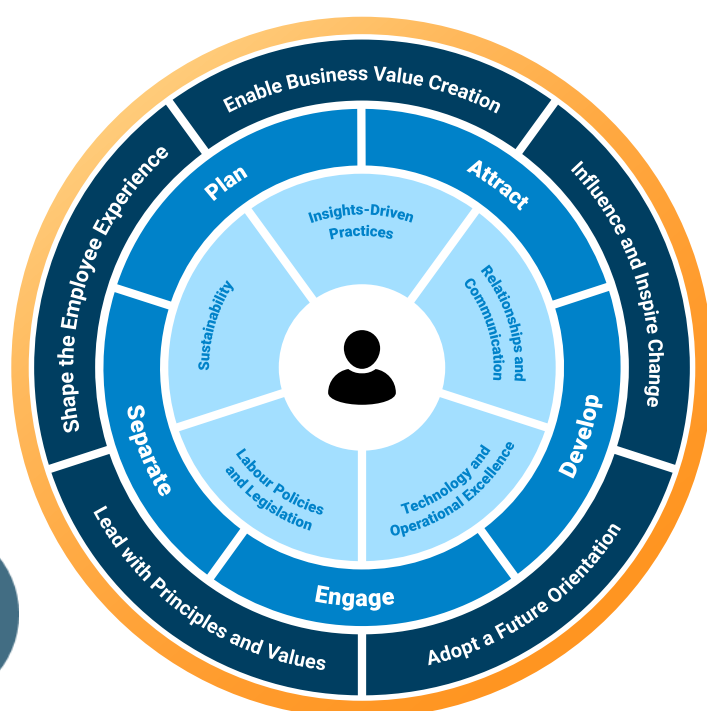 Enable Business Value Creation
Influence and Inspire Change
Adopt a Future Orientation
Lead with Principles and Values
Shape the Employee Experience
Plan
Attract
Develop
Engage
Separate
Insights-Driven
Practices
Relationships and
Communication
Technology and
Operational Excellence
Labour Policies
and Legislation
Sustainability